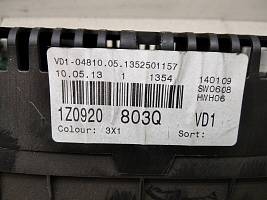 VD1-04810.05.1352501157
10.05.13 1 1354 140109
SW0608
HWH06
1Z0920 803Q VD1
Colour: 3X1 Sort: